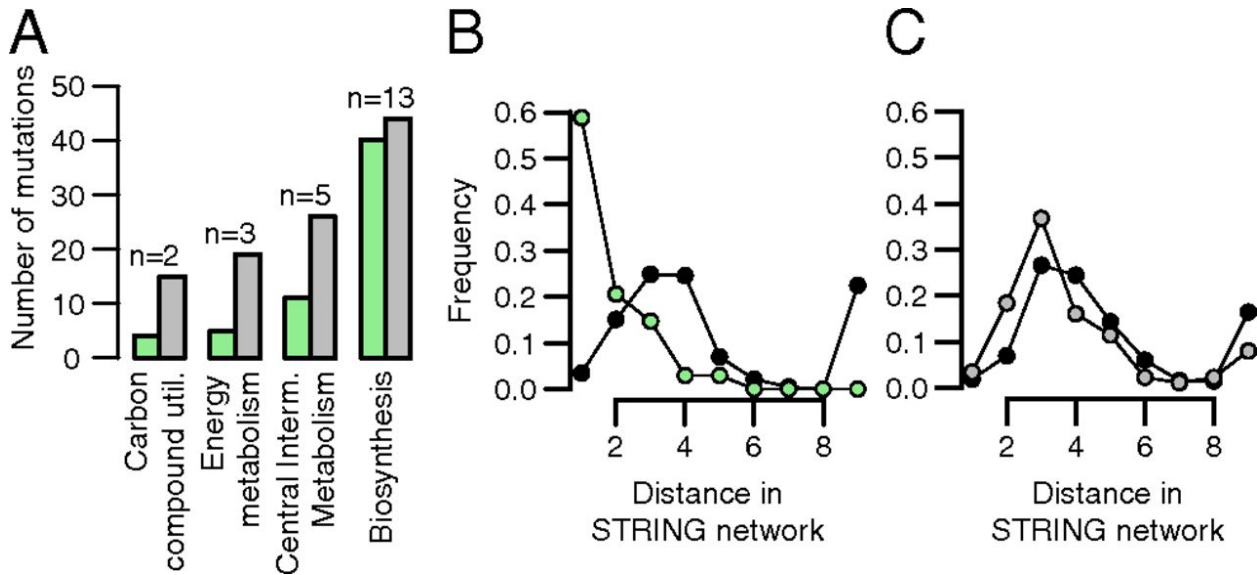 A
Number of mutations
50
40
30
20
10
0
n=2
n=3
n=5
n=13
Carbon
compound util.
Energy
metabolism
Central Interm.
Metabolism
Biosynthesis
B
Frequency
0.6
0.5
0.4
0.3
0.2
0.1
0.0
2 4 6 8
Distance in
STRING network
C
0.6
0.5
0.4
0.3
0.2
0.1
0.0
2 4 6 8
Distance in
STRING network